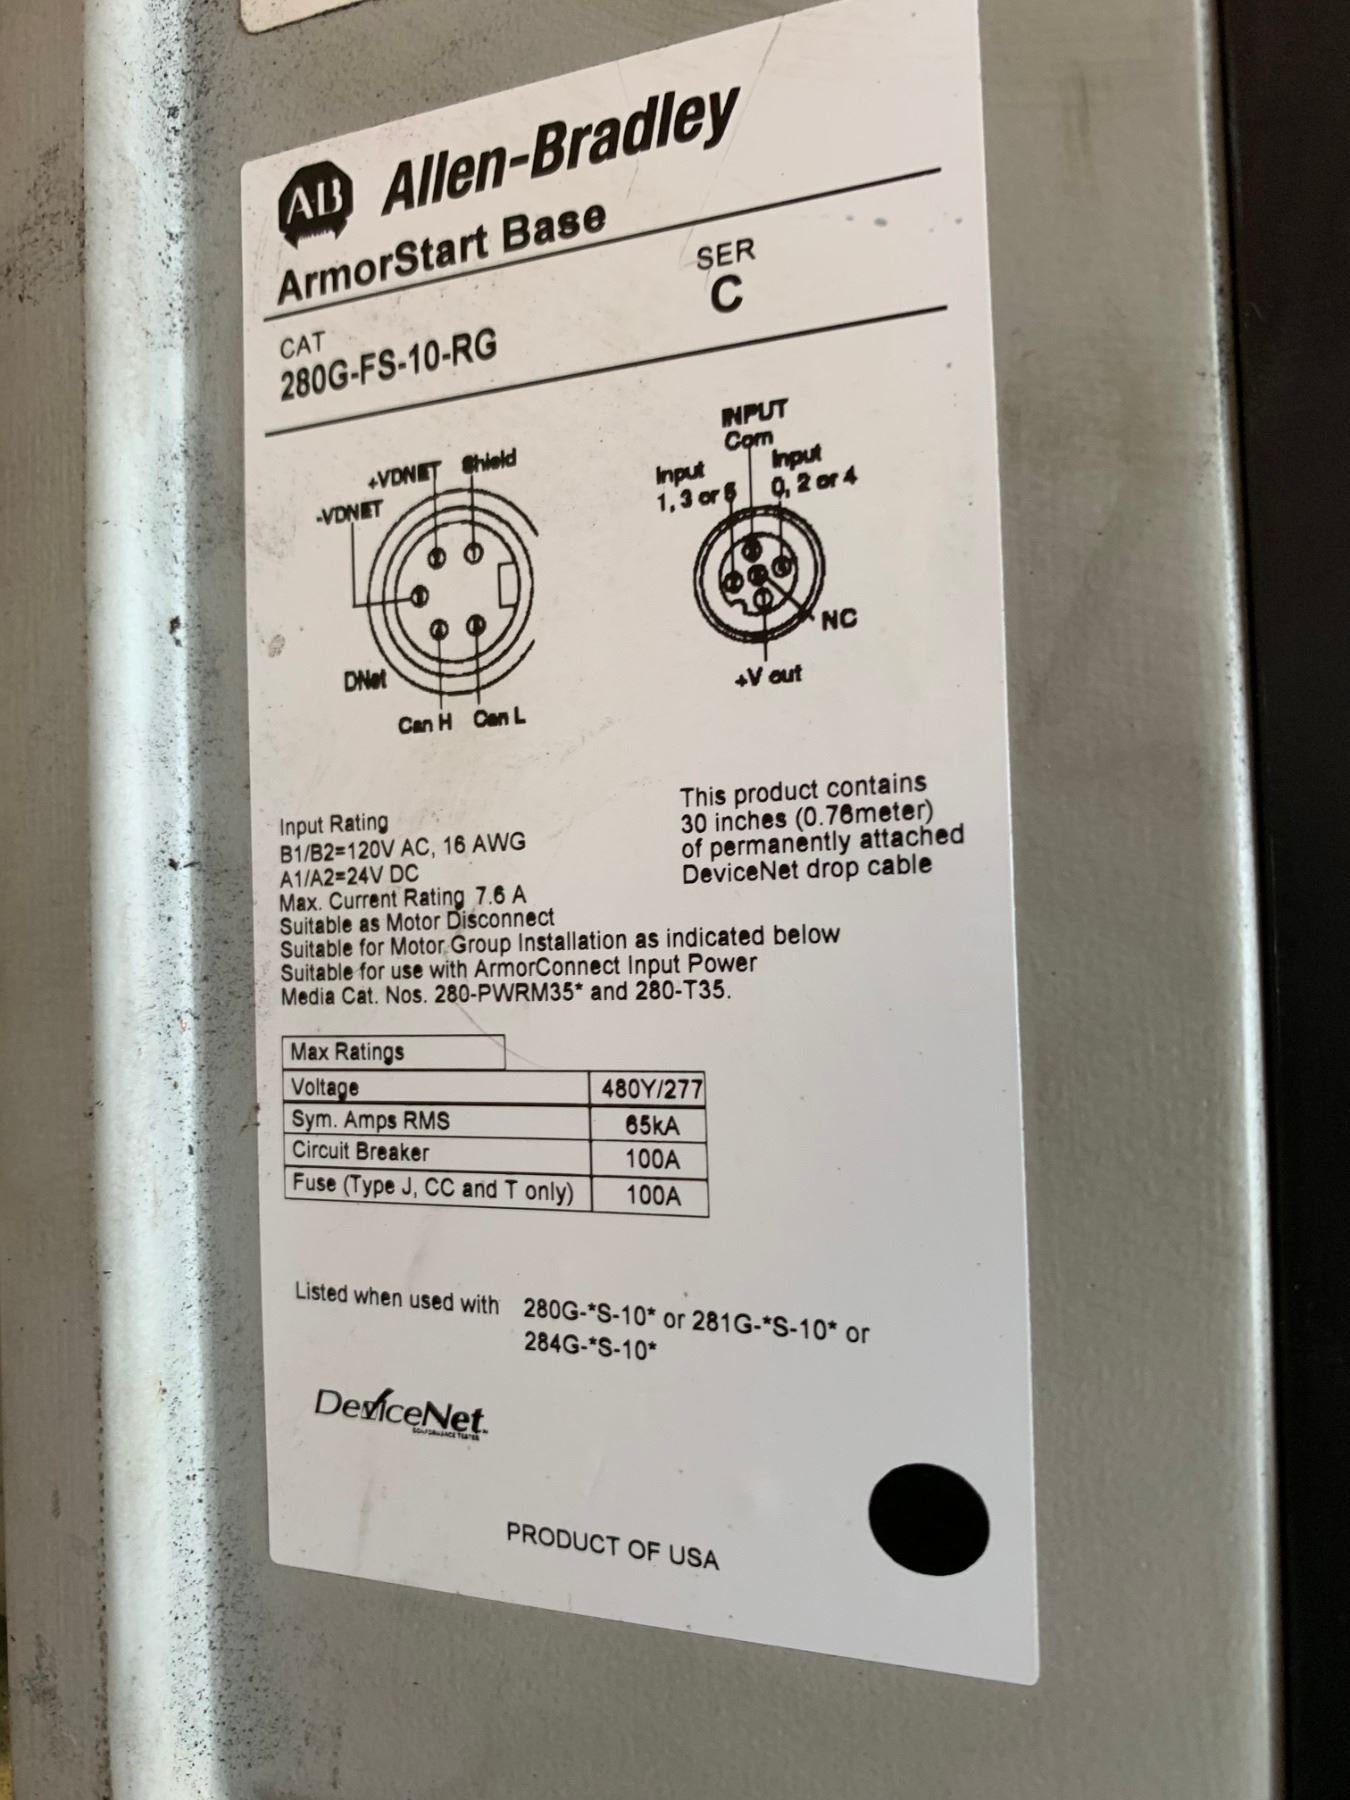 AB Allen-Bradley
ArmorStart Base
CAT
280G-FS-10-RG
SER
C
+VDNET Shield
-VDNET
DNet
Can H Can L
INPUT
Com
Input
1, 3 or 5
Input
0, 2 or 4
NC
+V out
Input Rating
B1/B2=120V AC, 16 AWG
A1/A2=24V DC
Max. Current Rating 7.6 A
Suitable as Motor Disconnect
Suitable for Motor Group Installation as indicated below
Suitable for use with ArmorConnect Input Power
Media Cat. Nos. 280-PWRM35* and 280-T35.
This product contains
30 inches (0.76meter)
of permanently attached
DeviceNet drop cable
Max Ratings
Voltage 480Y/277
Sym. Amps RMS 65kA
Circuit Breaker 100A
Fuse (Type J, CC and T only) 100A
Listed when used with 280G-*S-10* or 281G-*S-10* or
284G-*S-10*
DeviceNet
CONFORMANCE TESTED
PRODUCT OF USA